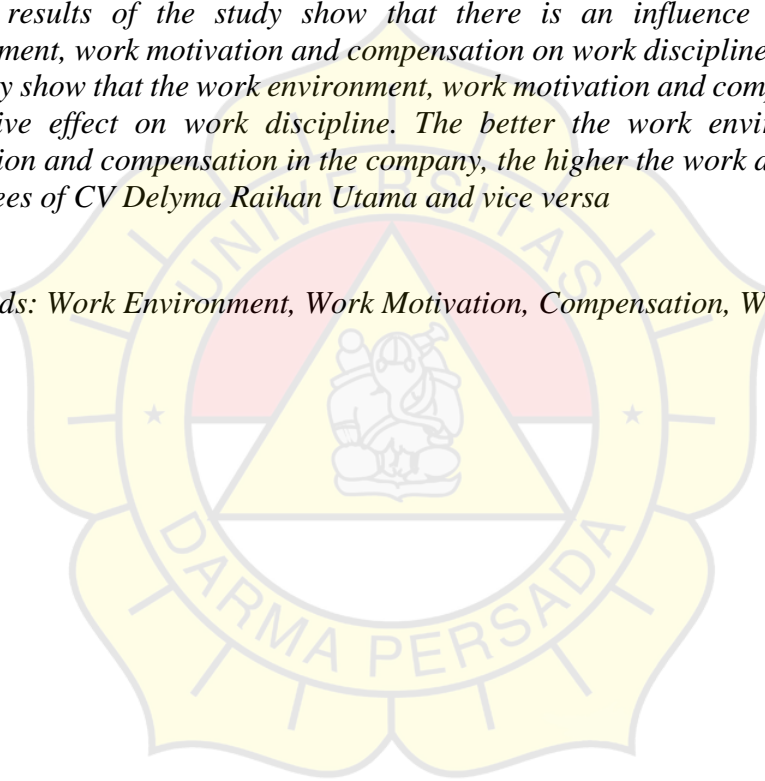 results of the study show that there is an influence
ment, work motivation and compensation on work discipline
y show that the work environment, work motivation and com
ive effect on work discipline. The better the work envi
ion and compensation in the company, the higher the work
ees of CV Delyma Raihan Utama and vice versa
ds: Work Environment, Work Motivation, Compensation, W
UNIVERSITAS
DARMA PERSADA